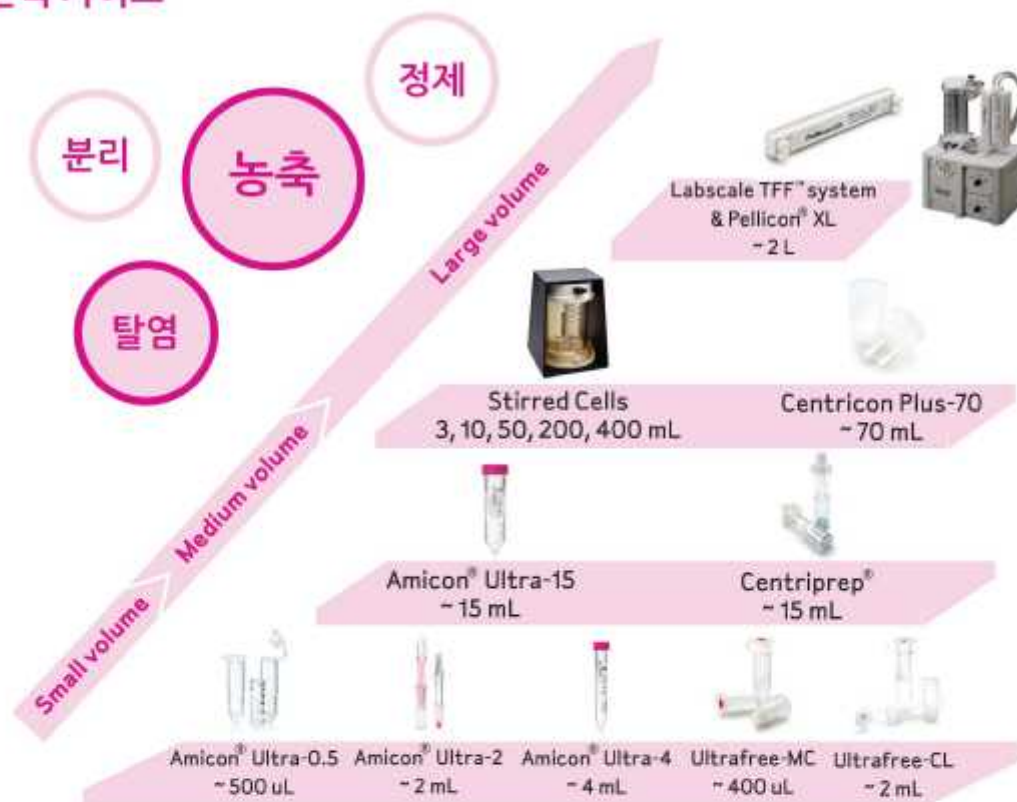 정제
분리
농축
탈염
Large volume
Medium volume
Small volume
Labscale TFF™ system
& Pellicon® XL
~ 2 L
Stirred Cells
3, 10, 50, 200, 400 mL
Centricon Plus-70
~ 70 mL
Amicon® Ultra-15
~ 15 mL
Centriprep®
~ 15 mL
Amicon® Ultra-0.5
~ 500 uL
Amicon® Ultra-2
~ 2 mL
Amicon® Ultra-4
~ 4 mL
Ultrafree-MC
~ 400 uL
Ultrafree-CL
~ 2 mL